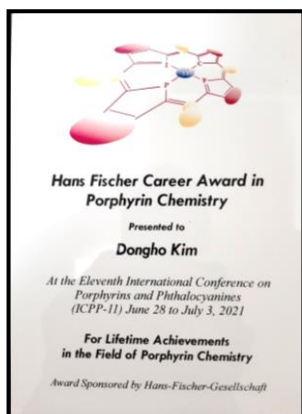 Hans Fischer Career Award in
Porphyrin Chemistry
Presented to
Dongho Kim
At the Eleventh International Conference on
Porphyrins and Phthalocyanines
(ICPP-11) June 28 to July 3, 2021
For Lifetime Achievements
in the Field of Porphyrin Chemistry
Award Sponsored by Hans-Fischer-Gesellschaft